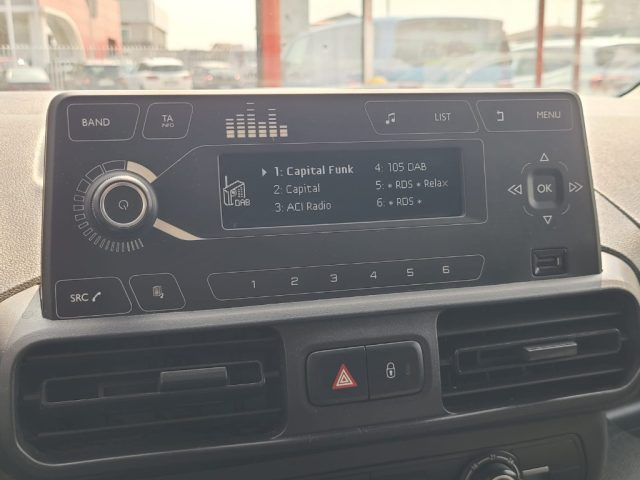 BAND
TA
INFO
LIST
MENU
1: Capital Funk 4: 105 DAB
2: Capital 5: * RDS * Relax
3: ACI Radio 6: * RDS *
DAB
OK
SRC
1 2 3 4 5 6